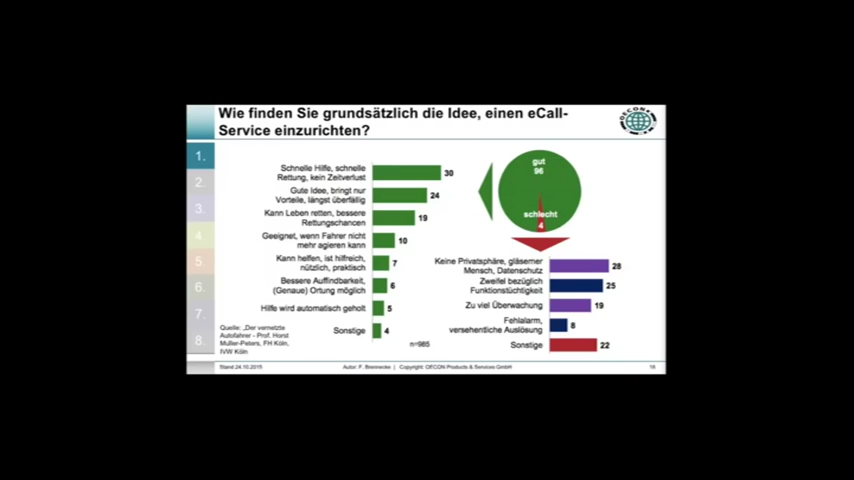 Wie finden Sie grundsätzlich die Idee, einen eCall-
Service einzurichten?
OECON
1.
2.
3.
4.
5.
6.
7.
8.
Schnelle Hilfe, schnelle
Rettung, kein Zeitverlust
30
Gute Idee, bringt nur
Vorteile, längst überfällig
24
Kann Leben retten, bessere
Rettungschancen
19
Geeignet, wenn Fahrer nicht
mehr agieren kann
10
Kann helfen, ist hilfreich,
nützlich, praktisch
7
Bessere Auffindbarkeit,
(Genaue) Ortung möglich
6
Hilfe wird automatisch geholt
5
Sonstige
4
n=985
gut
96
schlecht
4
Keine Privatsphäre, gläserner
Mensch, Datenschutz
28
Zweifel bezüglich
Funktionstüchtigkeit
25
Zu viel Überwachung
19
Fehlalarm,
versehentliche Auslösung
8
Sonstige
22
Quelle: „Der vernetzte
Autofahrer - Prof. Horst
Müller-Peters, FH Köln,
IVW Köln
Stand 24.10.2015
Autor: F. Brennecke | Copyright: OECON Products & Services GmbH